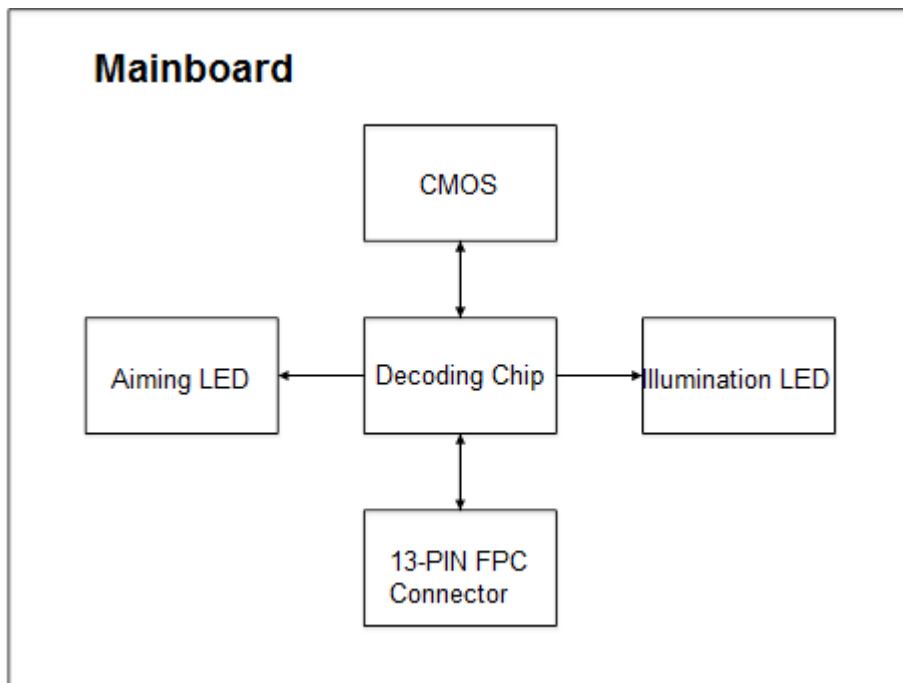 Mainboard
CMOS
Aiming LED
Decoding Chip
Illumination LED
13-PIN FPC
Connector